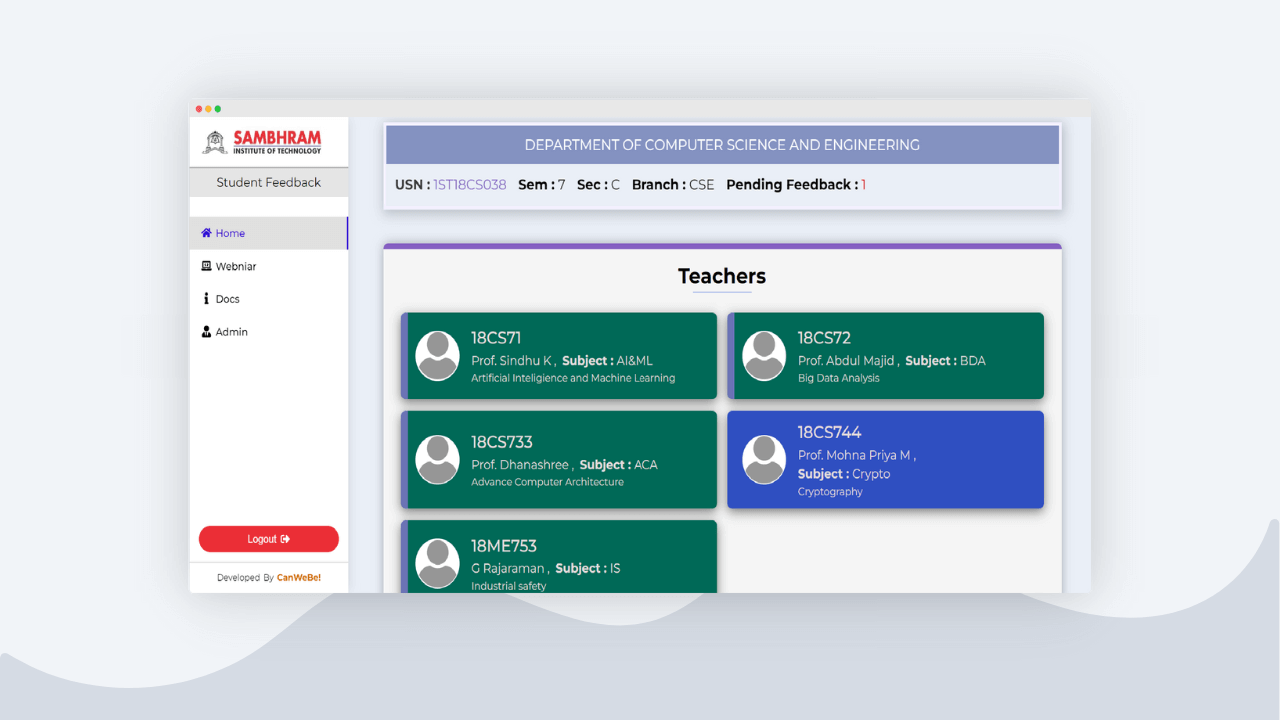 SAMBHRAM
INSTITUTE OF TECHNOLOGY
Student Feedback
Home
Webniar
Docs
Admin
Logout
Developed By CanWeBe!
DEPARTMENT OF COMPUTER SCIENCE AND ENGINEERING
USN : 1ST18CS038 Sem : 7 Sec : C Branch : CSE Pending Feedback : 1
Teachers
18CS71
Prof. Sindhu K , Subject : AI&ML
Artificial Inteligience and Machine Learning
18CS72
Prof. Abdul Majid , Subject : BDA
Big Data Analysis
18CS733
Prof. Dhanashree , Subject : ACA
Advance Computer Architecture
18CS744
Prof. Mohna Priya M ,
Subject : Crypto
Cryptography
18ME753
G Rajaraman , Subject : IS
Industrial safety